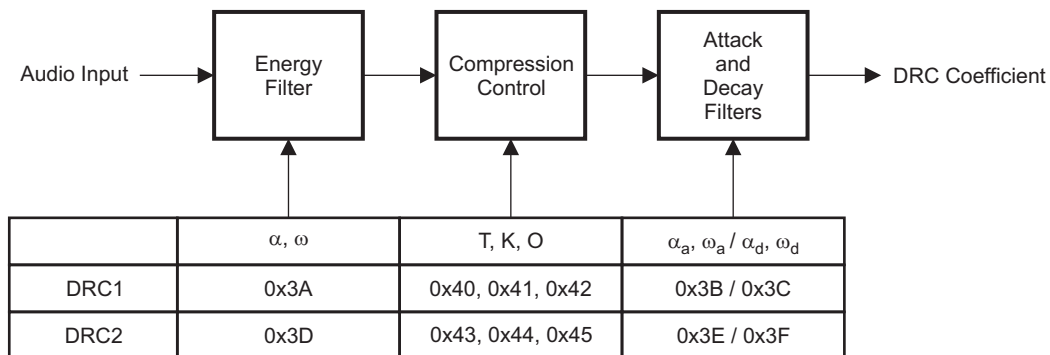 Audio Input
Energy
Filter
Compression
Control
Attack
and
Decay
Filters
DRC Coefficient
α, ω
T, K, O
αa, ωa / αd, ωd
DRC1
0x3A
0x40, 0x41, 0x42
0x3B / 0x3C
DRC2
0x3D
0x43, 0x44, 0x45
0x3E / 0x3F